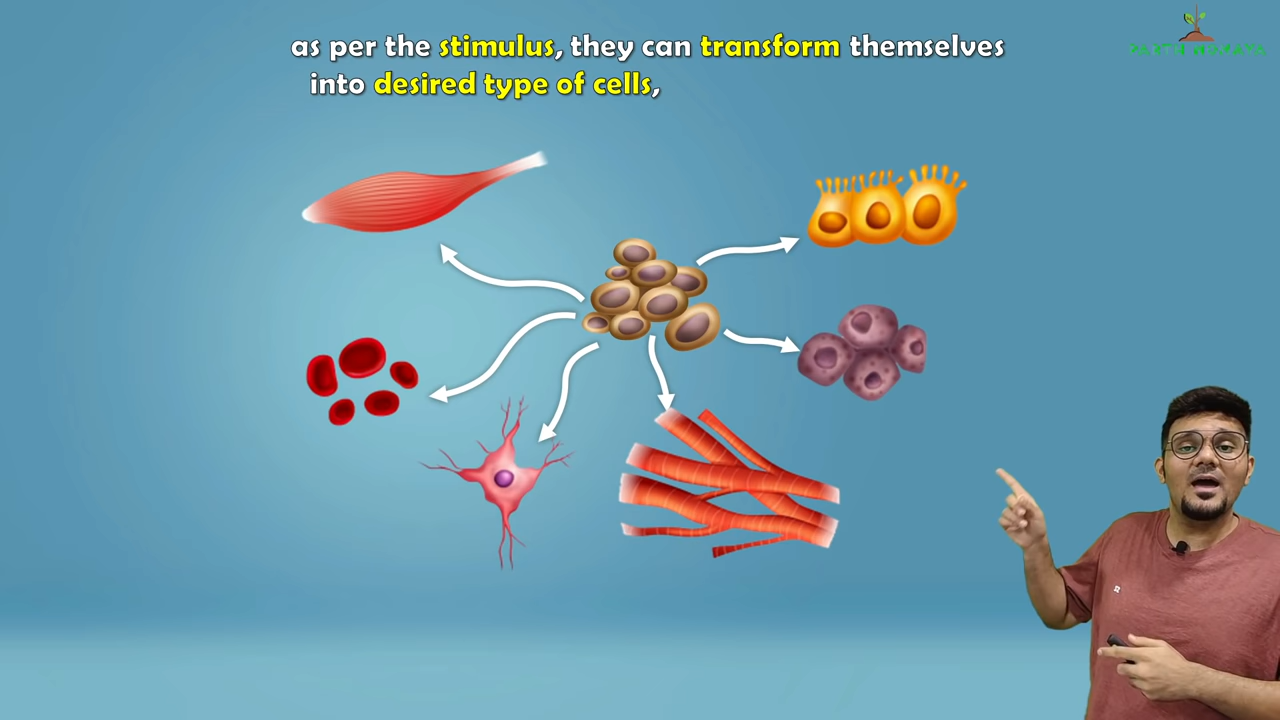 as per the stimulus, they can transform themselves
into desired type of cells,